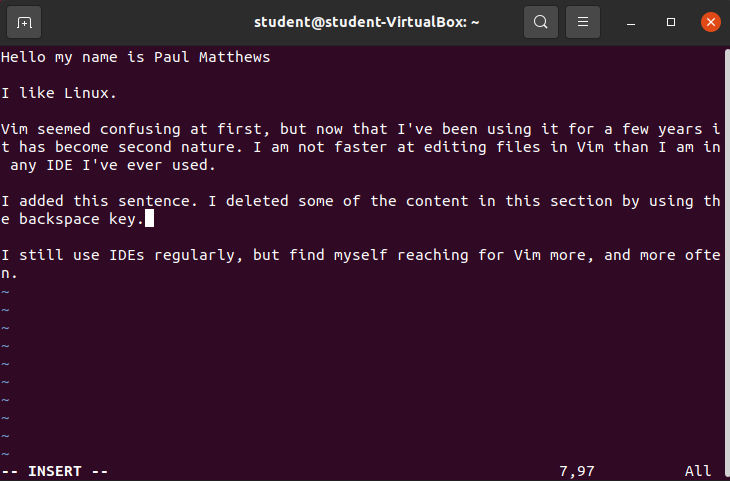 student@student-VirtualBox: ~
Hello my name is Paul Matthews
I like Linux.
Vim seemed confusing at first, but now that I've been using it for a few years i
t has become second nature. I am not faster at editing files in Vim than I am in
 any IDE I've ever used.
I added this sentence. I deleted some of the content in this section by using th
e backspace key.
I still use IDEs regularly, but find myself reaching for Vim more, and more ofte
n.
~
~
~
~
~
~
~
~
~
~
-- INSERT -- 7,97 All